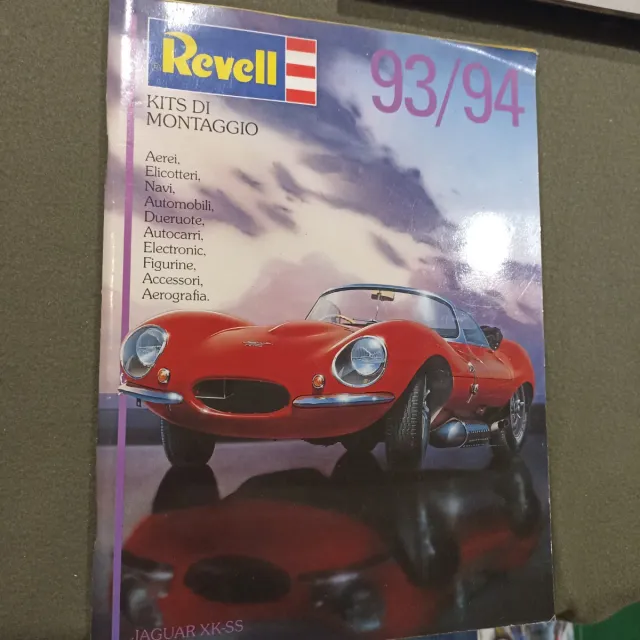 Revell
93/94
KITS DI
MONTAGGIO
Aerei,
Elicotteri,
Navi,
Automobili,
Dueruote,
Autocarri,
Electronic,
Figurine,
Accessori,
Aerografia.
JAGUAR XK-SS